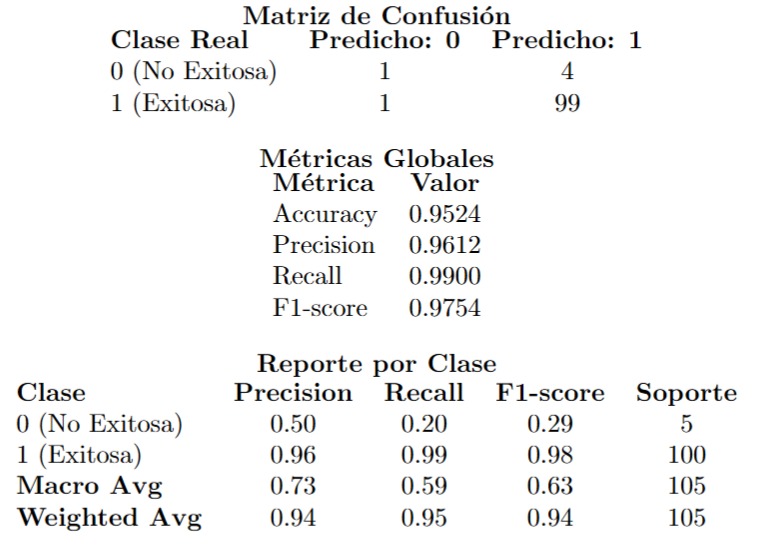 Matriz de Confusión
Clase Real Predicho: 0 Predicho: 1
0 (No Exitosa) 1 4
1 (Exitosa) 1 99
Métricas Globales
Métrica Valor
Accuracy 0.9524
Precision 0.9612
Recall 0.9900
F1-score 0.9754
Reporte por Clase
Clase Precision Recall F1-score Soporte
0 (No Exitosa) 0.50 0.20 0.29 5
1 (Exitosa) 0.96 0.99 0.98 100
Macro Avg 0.73 0.59 0.63 105
Weighted Avg 0.94 0.95 0.94 105